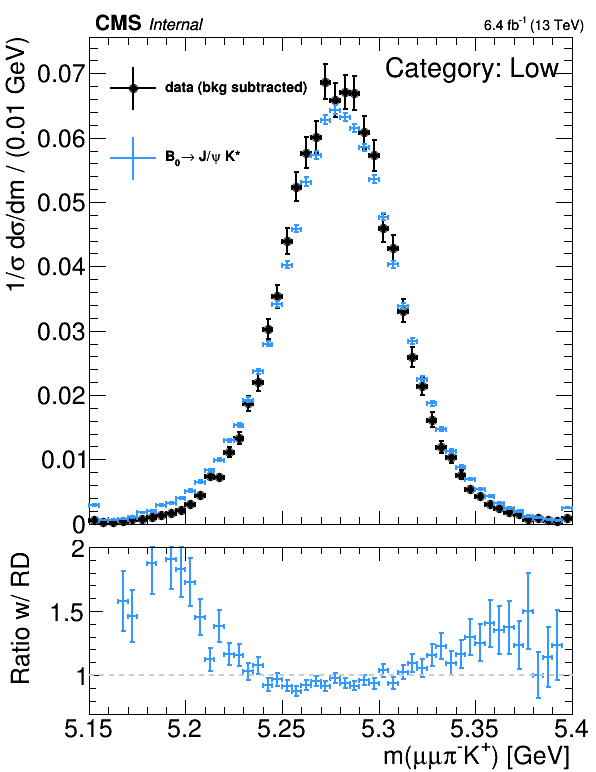 CMS Internal 6.4 fb⁻¹ (13 TeV)
Category: Low
data (bkg subtracted)
B₀→ J/ψ K*
1/σ dσ/dm / (0.01 GeV)
0.07
0.06
0.05
0.04
0.03
0.02
0.01
0
Ratio w/ RD
2
1.5
1
5.15 5.2 5.25 5.3 5.35 5.4
m(μμπ⁻K⁺) [GeV]